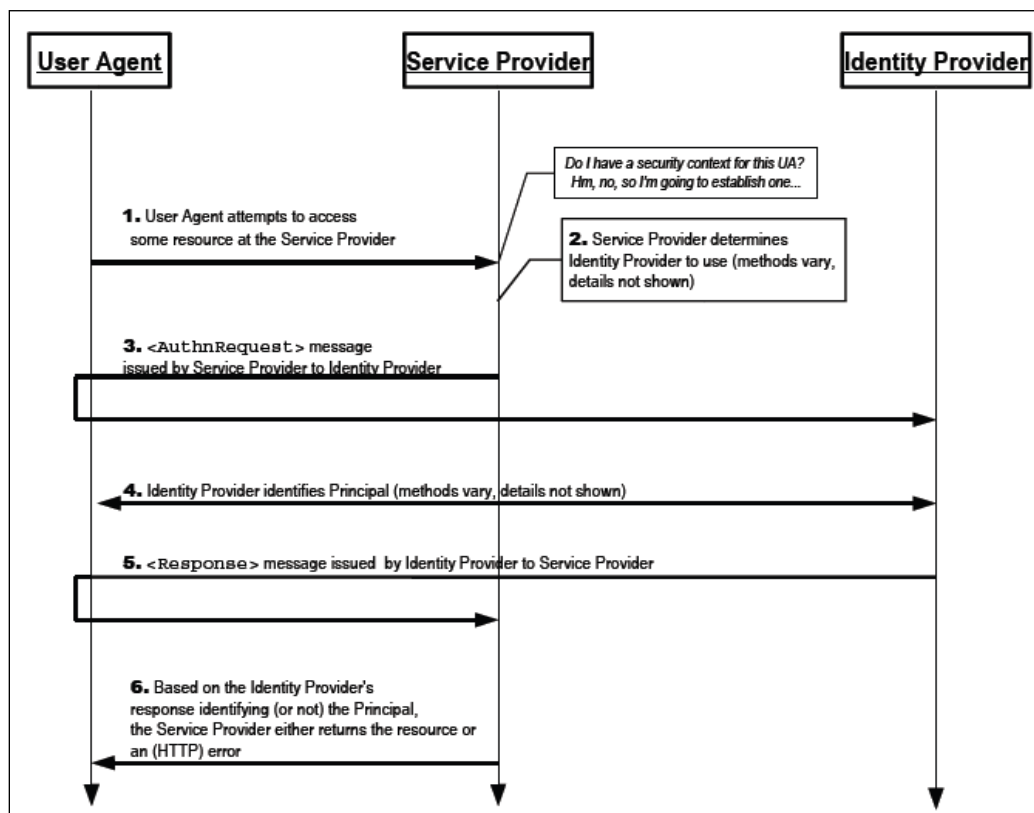 User Agent
Service Provider
Identity Provider
Do I have a security context for this UA?
Hm, no, so I'm going to establish one...
1. User Agent attempts to access
some resource at the Service Provider
2. Service Provider determines
Identity Provider to use (methods vary,
details not shown)
3. <AuthnRequest> message
issued by Service Provider to Identity Provider
4. Identity Provider identifies Principal (methods vary, details not shown)
5. <Response> message issued by Identity Provider to Service Provider
6. Based on the Identity Provider's
response identifying (or not) the Principal,
the Service Provider either returns the resource or
an (HTTP) error